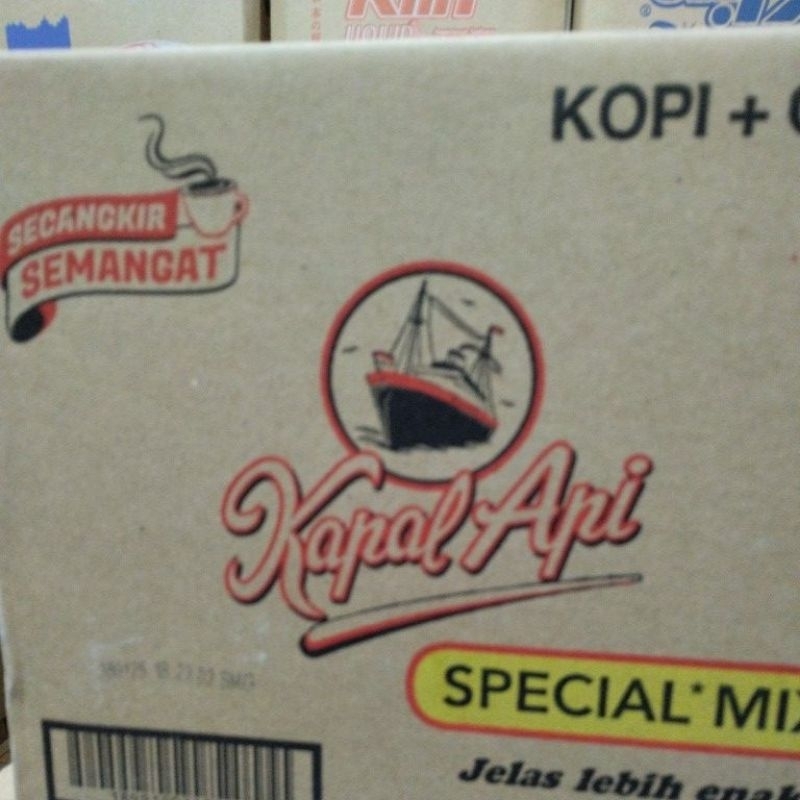 KOPI +
SECANGKIR
SEMANGAT
Kapal Api
SPECIAL*MIX
Jelas lebih enak